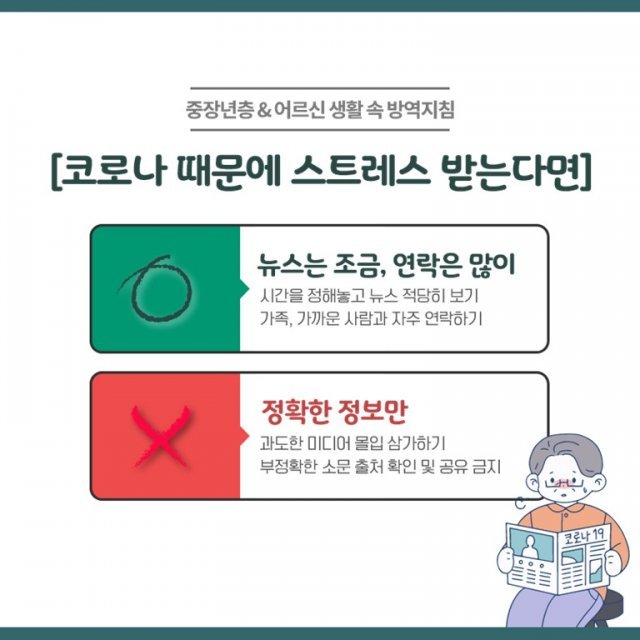 중장년층 & 어르신 생활 속 방역지침
[코로나 때문에 스트레스 받는다면]
뉴스는 조금, 연락은 많이
시간을 정해놓고 뉴스 적당히 보기
가족, 가까운 사람과 자주 연락하기
정확한 정보만
과도한 미디어 몰입 삼가하기
부정확한 소문 출처 확인 및 공유 금지
코로나 19